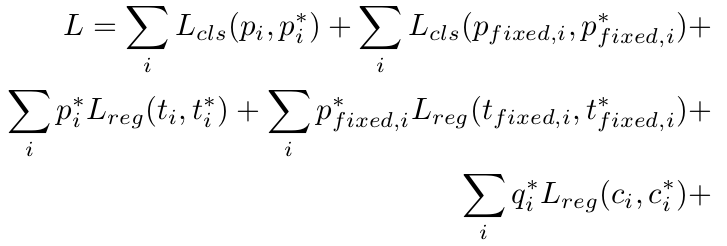 L = \sum_i L_{cls}(p_i, p_i^*) + \sum_i L_{cls}(p_{fixed,i}, p_{fixed,i}^*) +
\sum_i p_i^* L_{reg}(t_i, t_i^*) + \sum_i p_{fixed,i}^* L_{reg}(t_{fixed,i}, t_{fixed,i}^*) +
\sum_i q_i^* L_{reg}(c_i, c_i^*) +